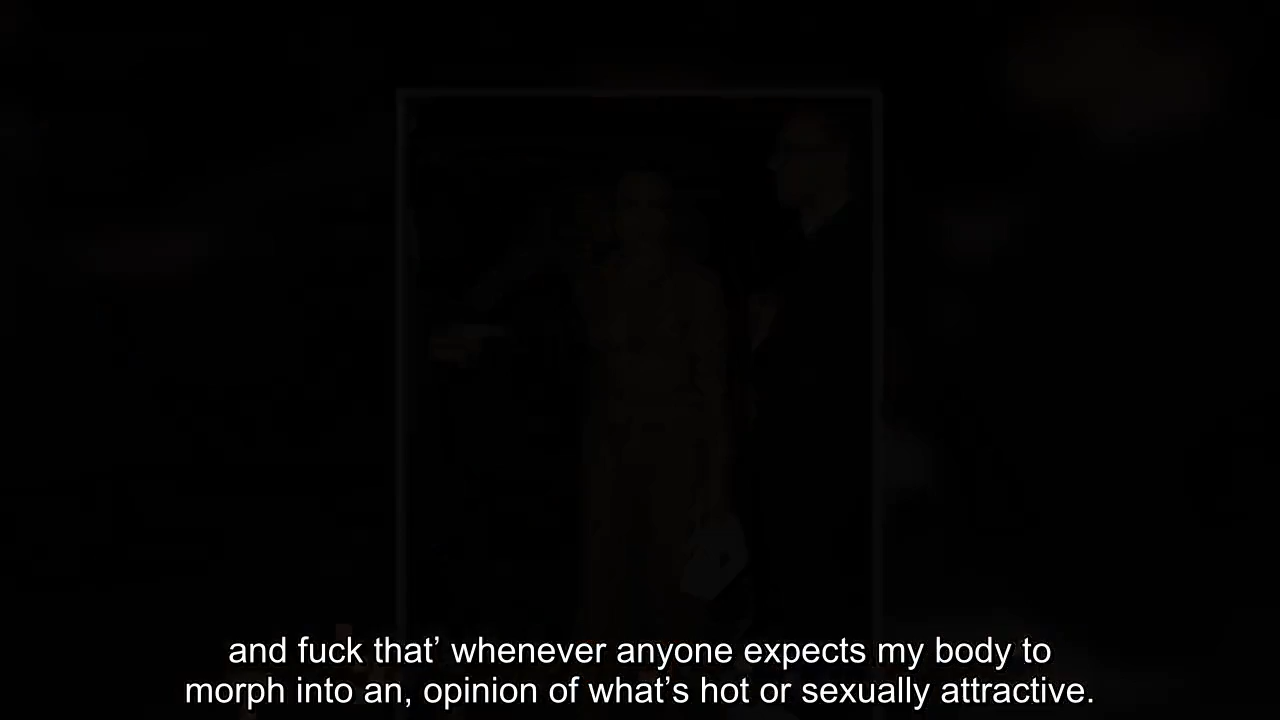 and fuck that’ whenever anyone expects my body to
morph into an, opinion of what’s hot or sexually attractive.